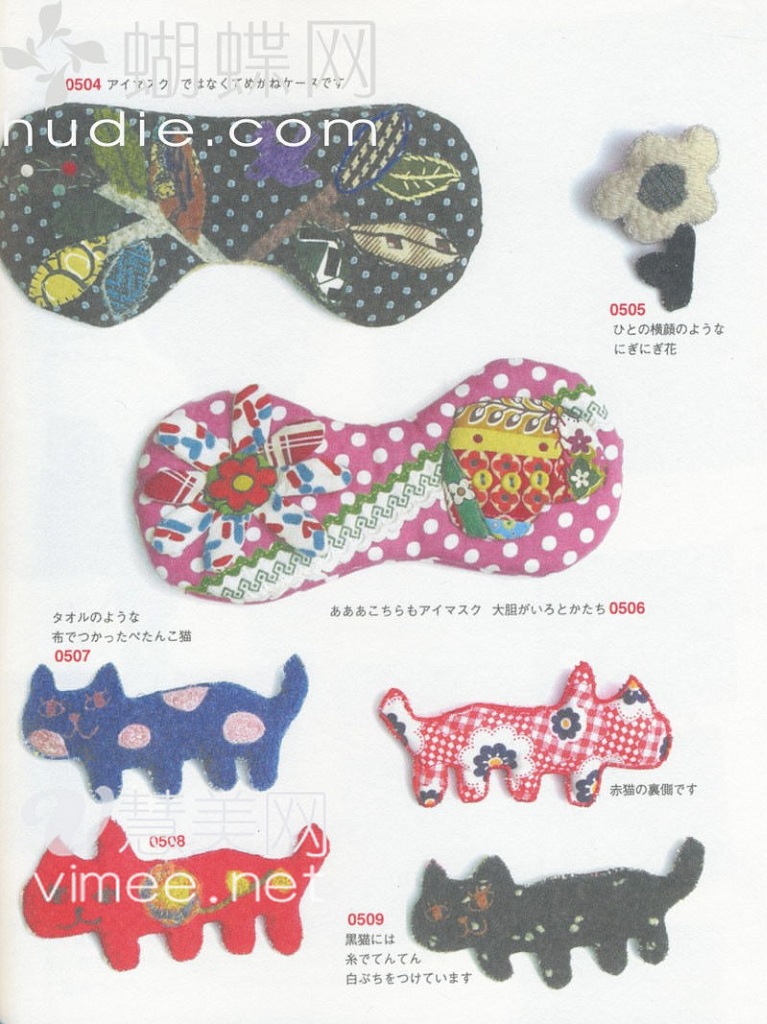 蝴蝶网
0504 アイマスク ではなくてめがねケースです
hudie.com
0505
ひとの横顔のような
にぎにぎ花
あああこちらもアイマスク 大胆がいろとかたち 0506
タオルのような
布でつかったぺたんこ猫
0507
赤猫の裏側です
慧美网
0508
vimee.net
0509
黒猫には
糸でてんてん
白ぶちをつけています